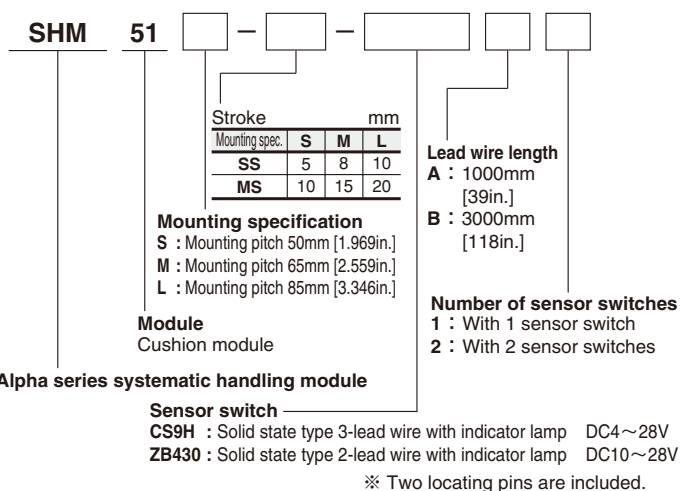 SHM 51 – –
Stroke mm
Mounting spec. S M L
SS 5 8 10
MS 10 15 20
Lead wire length
A : 1000mm
[39in.]
B : 3000mm
[118in.]
Mounting specification
S : Mounting pitch 50mm [1.969in.]
M : Mounting pitch 65mm [2.559in.]
L : Mounting pitch 85mm [3.346in.]
Number of sensor switches
1 : With 1 sensor switch
2 : With 2 sensor switches
Module
Cushion module
Alpha series systematic handling module
Sensor switch
CS9H : Solid state type 3-lead wire with indicator lamp DC4～28V
ZB430 : Solid state type 2-lead wire with indicator lamp DC10～28V
※ Two locating pins are included.